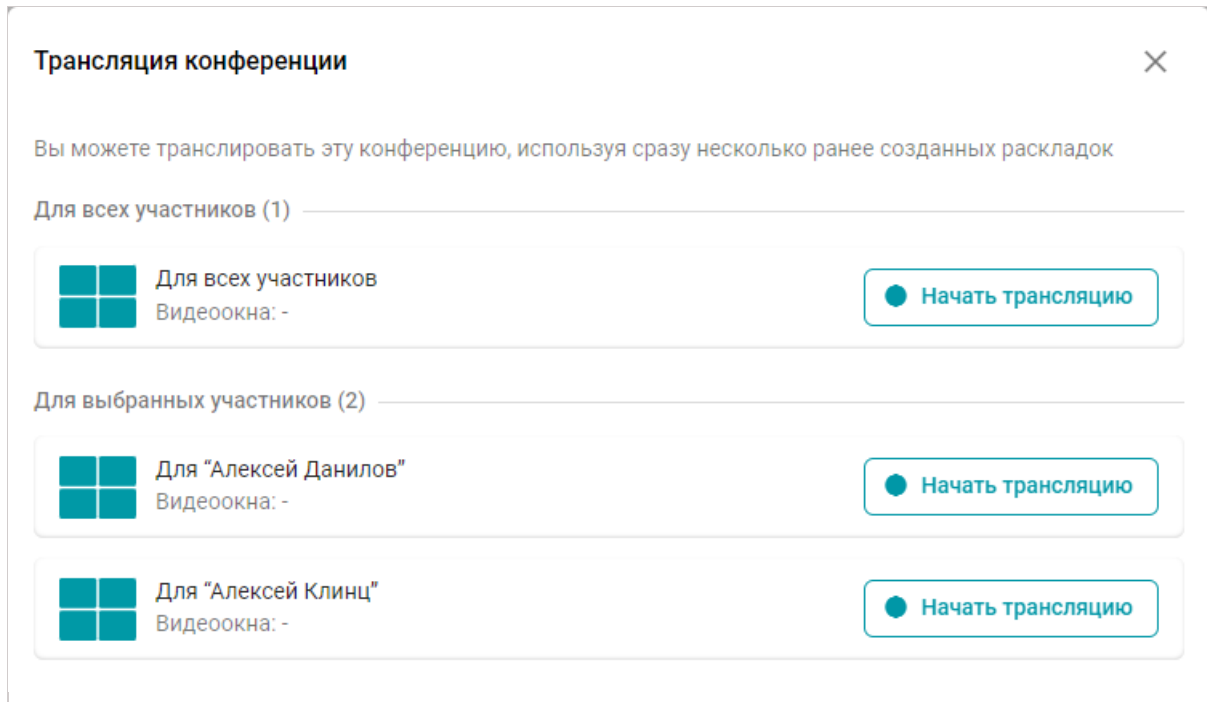 Трансляция конференции
Вы можете транслировать эту конференцию, используя сразу несколько ранее созданных раскладок
Для всех участников (1)
Для всех участников
Видеоокна: -
Начать трансляцию
Для выбранных участников (2)
Для “Алексей Данилов”
Видеоокна: -
Начать трансляцию
Для “Алексей Клинц”
Видеоокна: -
Начать трансляцию